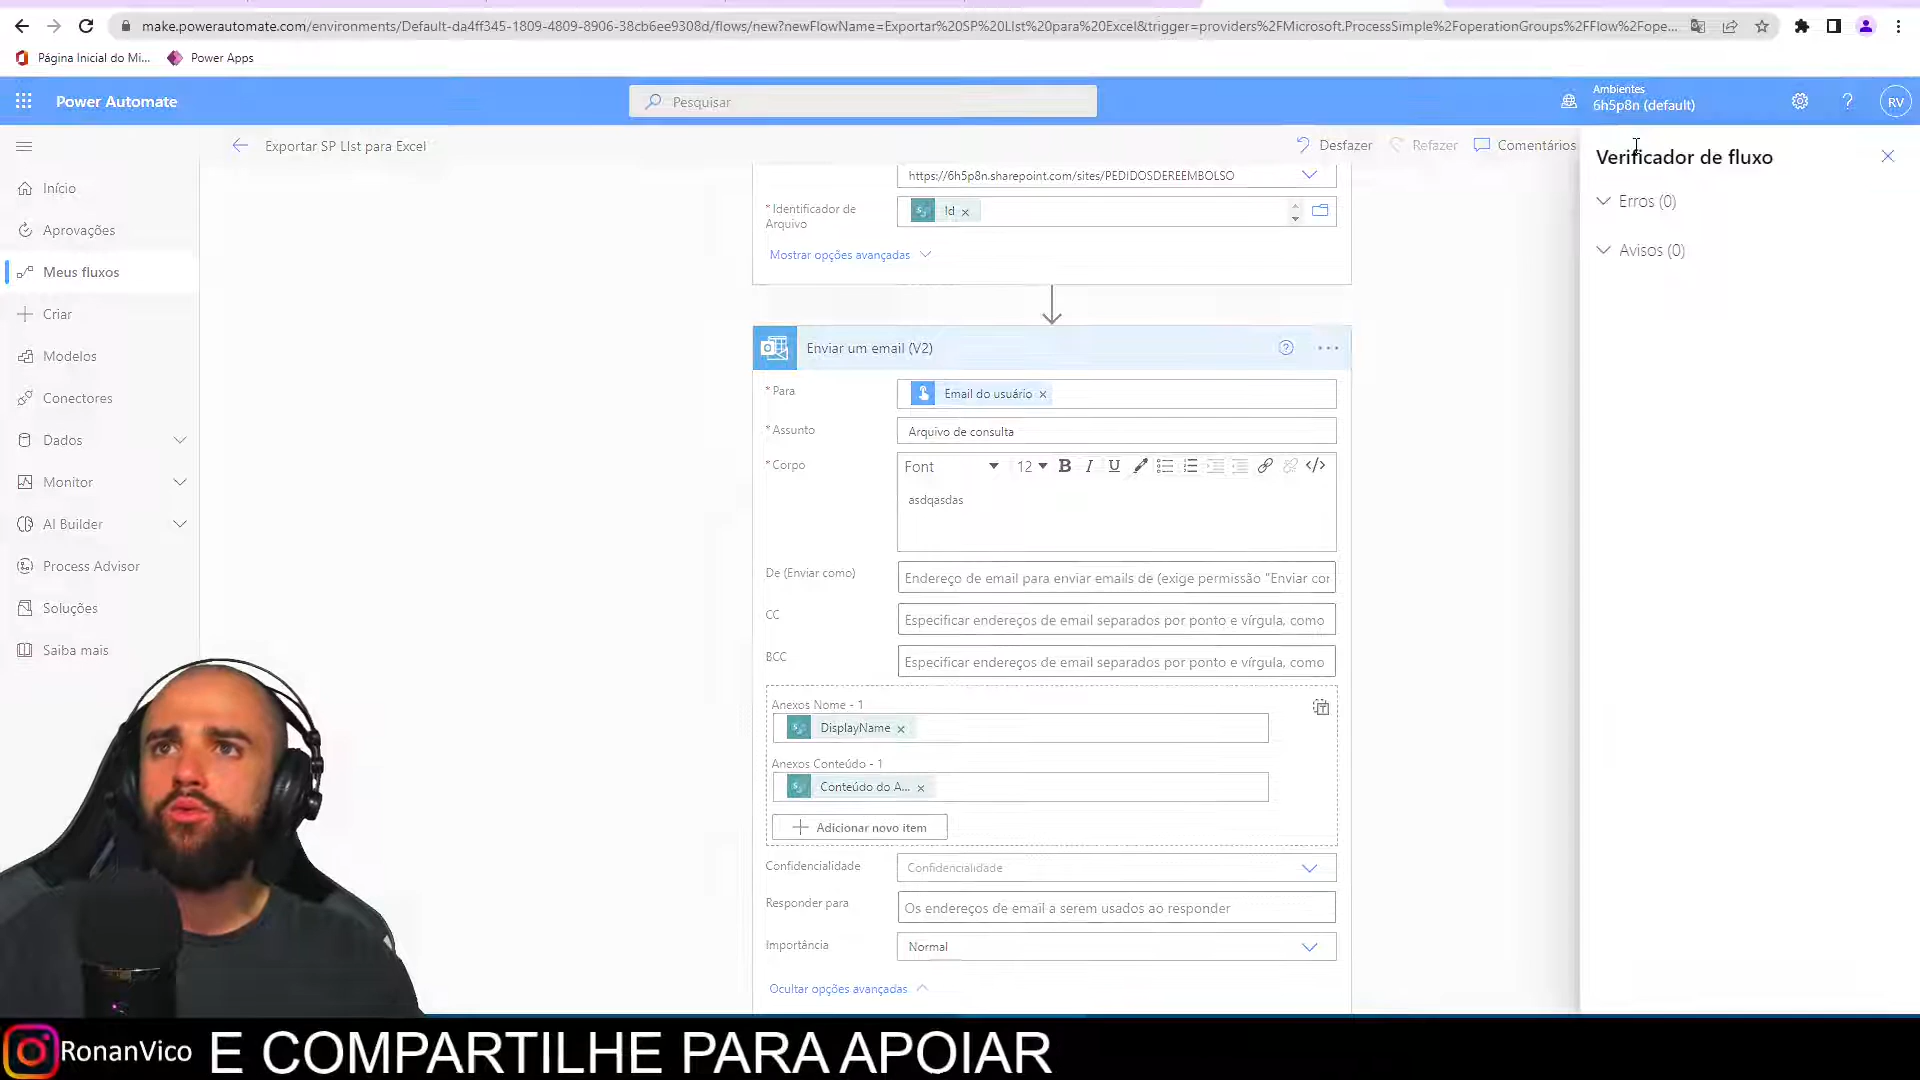 make.powerautomate.com/environments/Default-da4ff345-1809-4809-8906-38cb6ee9308d/flows/new?newFlowName=Exportar%20SP%20LIst%20para%20Excel&trigger=providers%2FMicrosoft.ProcessSimple%2FoperationGroups%2FFlow%2Fope...
Página Inicial do Mi...
Power Apps
Power Automate
Pesquisar
Ambientes
6h5p8n (default)
RV
Exportar SP LIst para Excel
Desfazer
Refazer
Comentários
Verificador de fluxo
Erros (0)
Avisos (0)
Início
Aprovações
Meus fluxos
Criar
Modelos
Conectores
Dados
Monitor
AI Builder
Process Advisor
Soluções
Saiba mais
https://6h5p8n.sharepoint.com/sites/PEDIDOSDEREEMBOLSO
* Identificador de
Arquivo
Id
Mostrar opções avançadas
Enviar um email (V2)
* Para
Email do usuário
* Assunto
Arquivo de consulta
* Corpo
Font
12
asdqasdas
De (Enviar como)
Endereço de email para enviar emails de (exige permissão "Enviar cor
CC
Especificar endereços de email separados por ponto e vírgula, como
BCC
Especificar endereços de email separados por ponto e vírgula, como
Anexos Nome - 1
DisplayName
Anexos Conteúdo - 1
Conteúdo do A...
Adicionar novo item
Confidencialidade
Confidencialidade
Responder para
Os endereços de email a serem usados ao responder
Importância
Normal
Ocultar opções avançadas
RonanVico
E COMPARTILHE PARA APOIAR